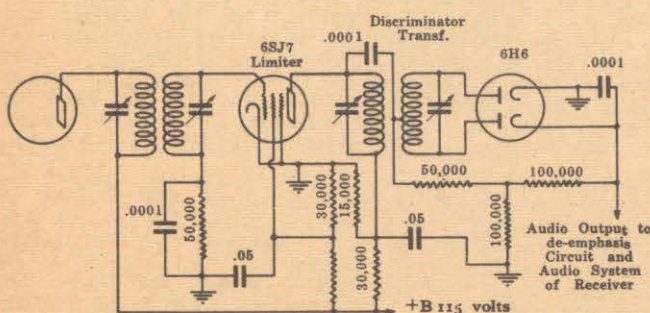 Discriminator
Transf.
.0001
6SJ7
Limiter
6H6
.0001
50,000
100,000
.0001
50,000
.05
30,000
15,000
.05
30,000
100,000
Audio Output to
de-emphasis
Circuit and
Audio System
of Receiver
+B 115 volts